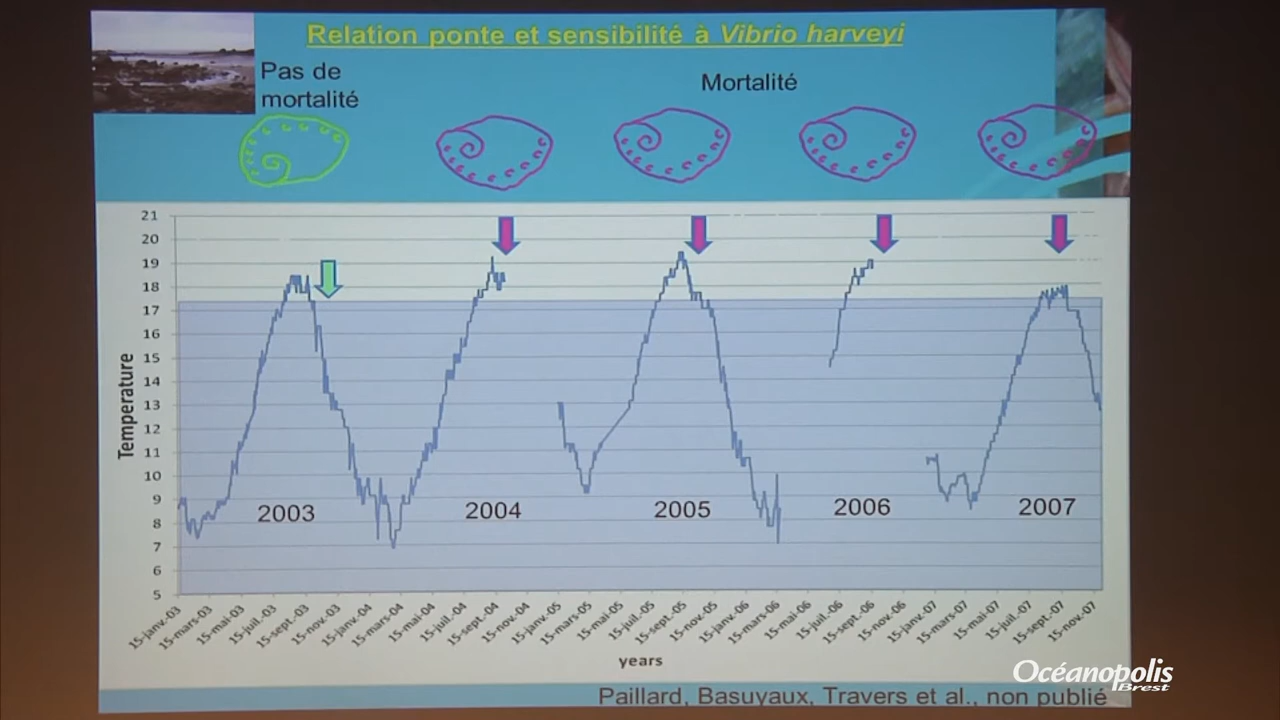 Relation ponte et sensibilité à Vibrio harveyi
Pas de
mortalité
Mortalité
21
20
19
18
17
16
15
14
13
12
11
10
9
8
7
6
5
Temperature
2003
2004
2005
2006
2007
15-janv.-03
15-mars-03
15-mai-03
15-juil.-03
15-sept.-03
15-nov.-03
15-janv.-04
15-mars-04
15-mai-04
15-juil.-04
15-sept.-04
15-nov.-04
15-janv.-05
15-mars-05
15-mai-05
15-juil.-05
15-sept.-05
15-nov.-05
15-janv.-06
15-mars-06
15-mai-06
15-juil.-06
15-sept.-06
15-nov.-06
15-janv.-07
15-mars-07
15-mai-07
15-juil.-07
15-sept.-07
15-nov.-07
years
Océanopolis
Brest
Paillard, Basuyaux, Travers et al., non publié